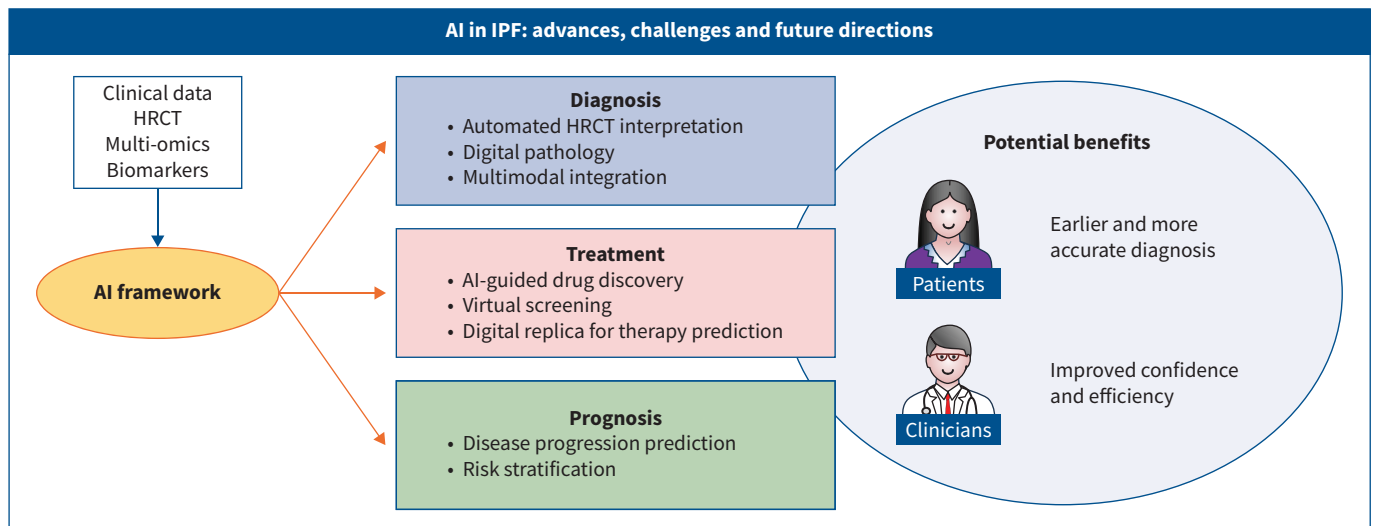 AI in IPF: advances, challenges and future directions
Clinical data
HRCT
Multi-omics
Biomarkers
AI framework
Diagnosis
• Automated HRCT interpretation
• Digital pathology
• Multimodal integration
Treatment
• AI-guided drug discovery
• Virtual screening
• Digital replica for therapy prediction
Prognosis
• Disease progression prediction
• Risk stratification
Potential benefits
Patients
Earlier and more
accurate diagnosis
Clinicians
Improved confidence
and efficiency